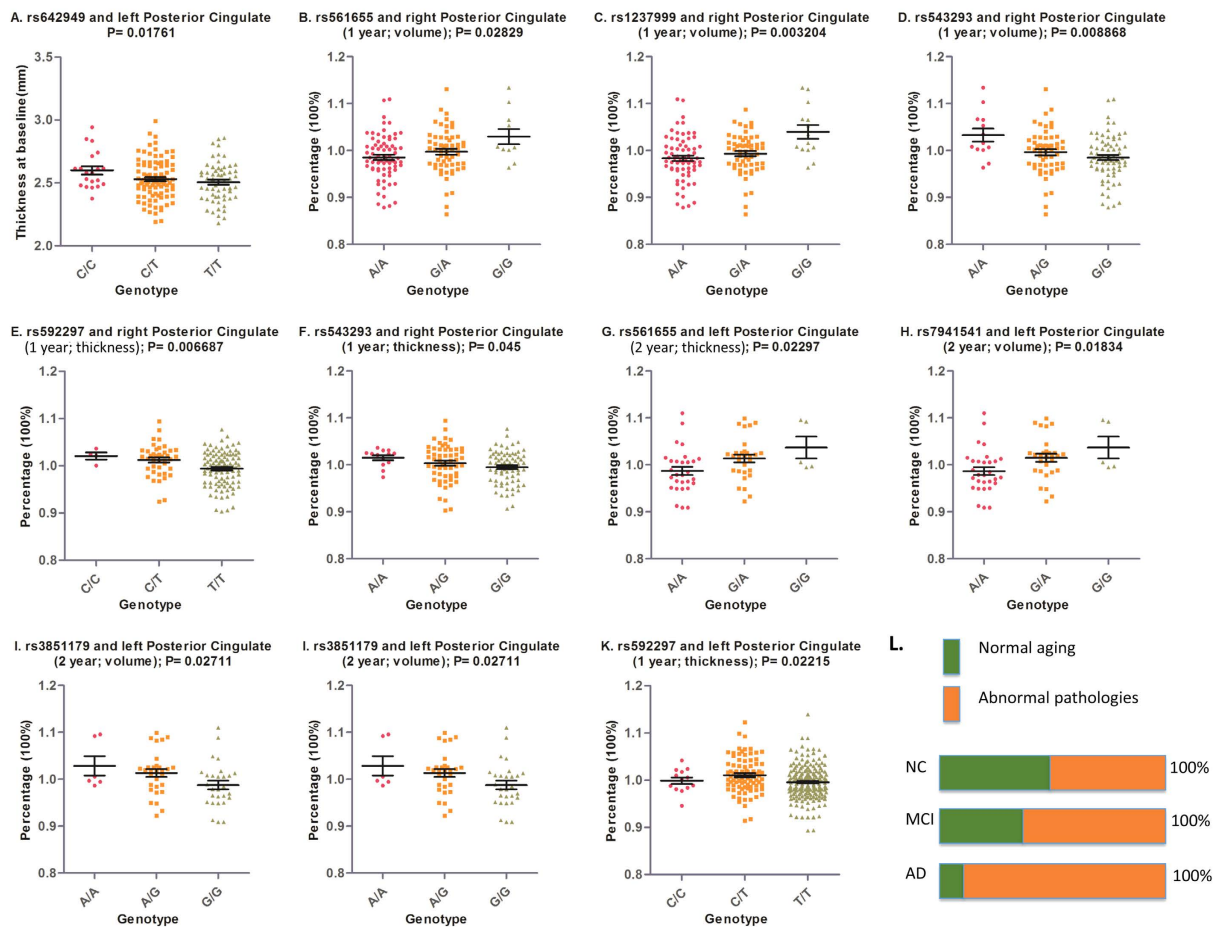 A. rs642949 and left Posterior Cingulate
P= 0.01761
Thickness at baseline(mm)
3.5
3.0
2.5
2.0
C/C
C/T
T/T
Genotype
B. rs561655 and right Posterior Cingulate
(1 year; volume); P= 0.02829
Percentage (100%)
1.2
1.1
1.0
0.9
0.8
A/A
G/A
G/G
Genotype
C. rs1237999 and right Posterior Cingulate
(1 year; volume); P= 0.003204
Percentage (100%)
1.2
1.1
1.0
0.9
0.8
A/A
G/A
G/G
Genotype
D. rs543293 and right Posterior Cingulate
(1 year; volume); P= 0.008868
Percentage (100%)
1.2
1.1
1.0
0.9
0.8
A/A
A/G
G/G
Genotype
E. rs592297 and right Posterior Cingulate
(1 year; thickness); P= 0.006687
Percentage (100%)
1.2
1.1
1.0
0.9
0.8
C/C
C/T
T/T
Genotype
F. rs543293 and right Posterior Cingulate
(1 year; thickness); P= 0.045
Percentage (100%)
1.2
1.1
1.0
0.9
0.8
A/A
A/G
G/G
Genotype
G. rs561655 and left Posterior Cingulate
(2 year; thickness); P= 0.02297
Percentage (100%)
1.2
1.1
1.0
0.9
0.8
A/A
G/A
G/G
Genotype
H. rs7941541 and left Posterior Cingulate
(2 year; volume); P= 0.01834
Percentage (100%)
1.2
1.1
1.0
0.9
0.8
A/A
G/A
G/G
Genotype
I. rs3851179 and left Posterior Cingulate
(2 year; volume); P= 0.02711
Percentage (100%)
1.2
1.1
1.0
0.9
0.8
A/A
A/G
G/G
Genotype
I. rs3851179 and left Posterior Cingulate
(2 year; volume); P= 0.02711
Percentage (100%)
1.2
1.1
1.0
0.9
0.8
A/A
A/G
G/G
Genotype
K. rs592297 and left Posterior Cingulate
(1 year; thickness); P= 0.02215
Percentage (100%)
1.2
1.1
1.0
0.9
0.8
C/C
C/T
T/T
Genotype
L.
Normal aging
Abnormal pathologies
NC 100%
MCI 100%
AD 100%